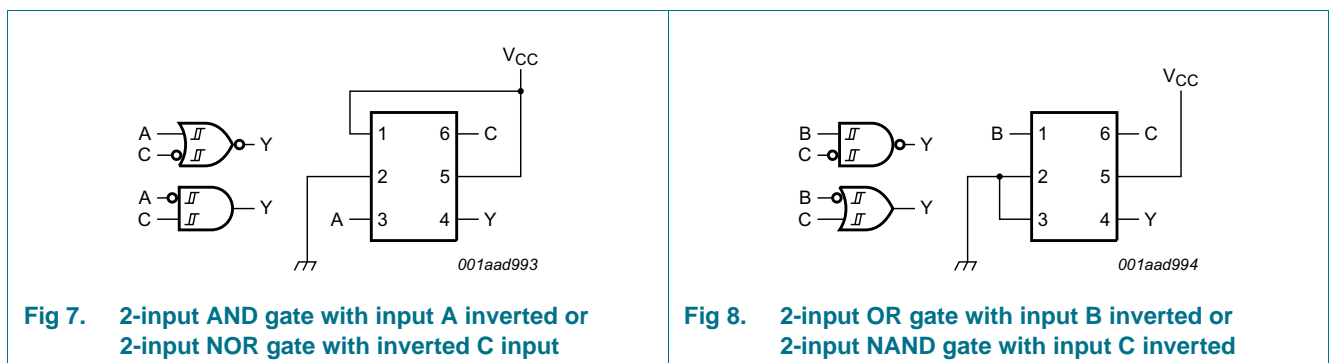 VCC
A
C
Y
A
C
Y
1
6
C
2
5
A
3
4
Y
001aad993
Fig 7. 2-input AND gate with input A inverted or
2-input NOR gate with inverted C input
VCC
B
C
Y
B
C
Y
B
1
6
C
2
5
3
4
Y
001aad994
Fig 8. 2-input OR gate with input B inverted or
2-input NAND gate with input C inverted